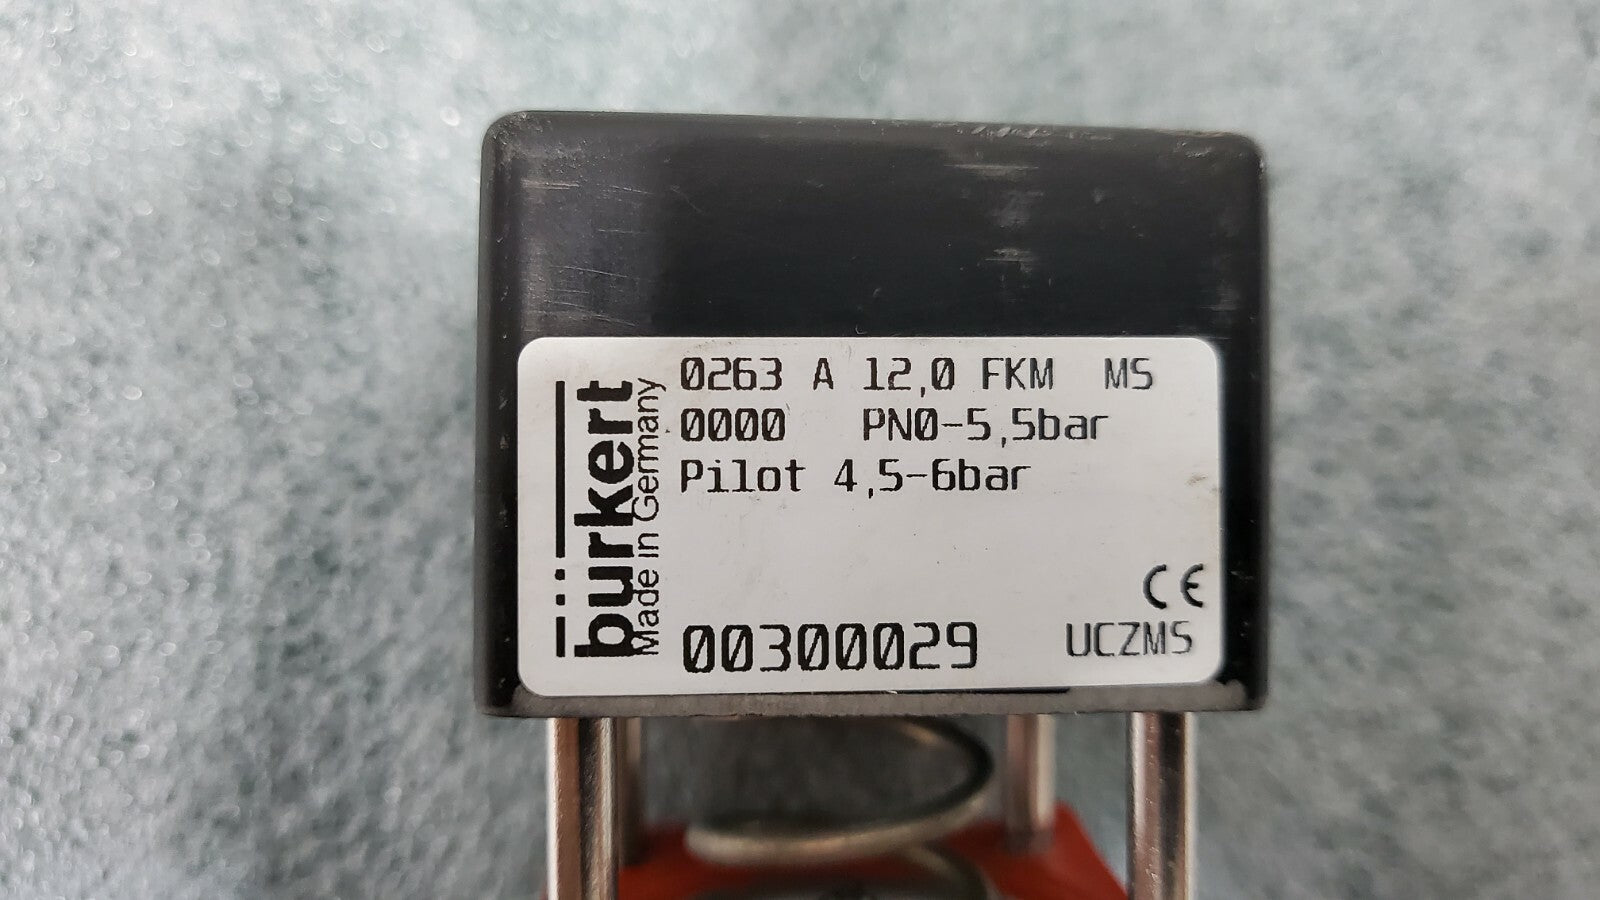 bürkert
Made in Germany
0263 A 12,0 FKM MS
0000 PN0-5,5bar
Pilot 4,5-6bar
CE
00300029 UCZMS